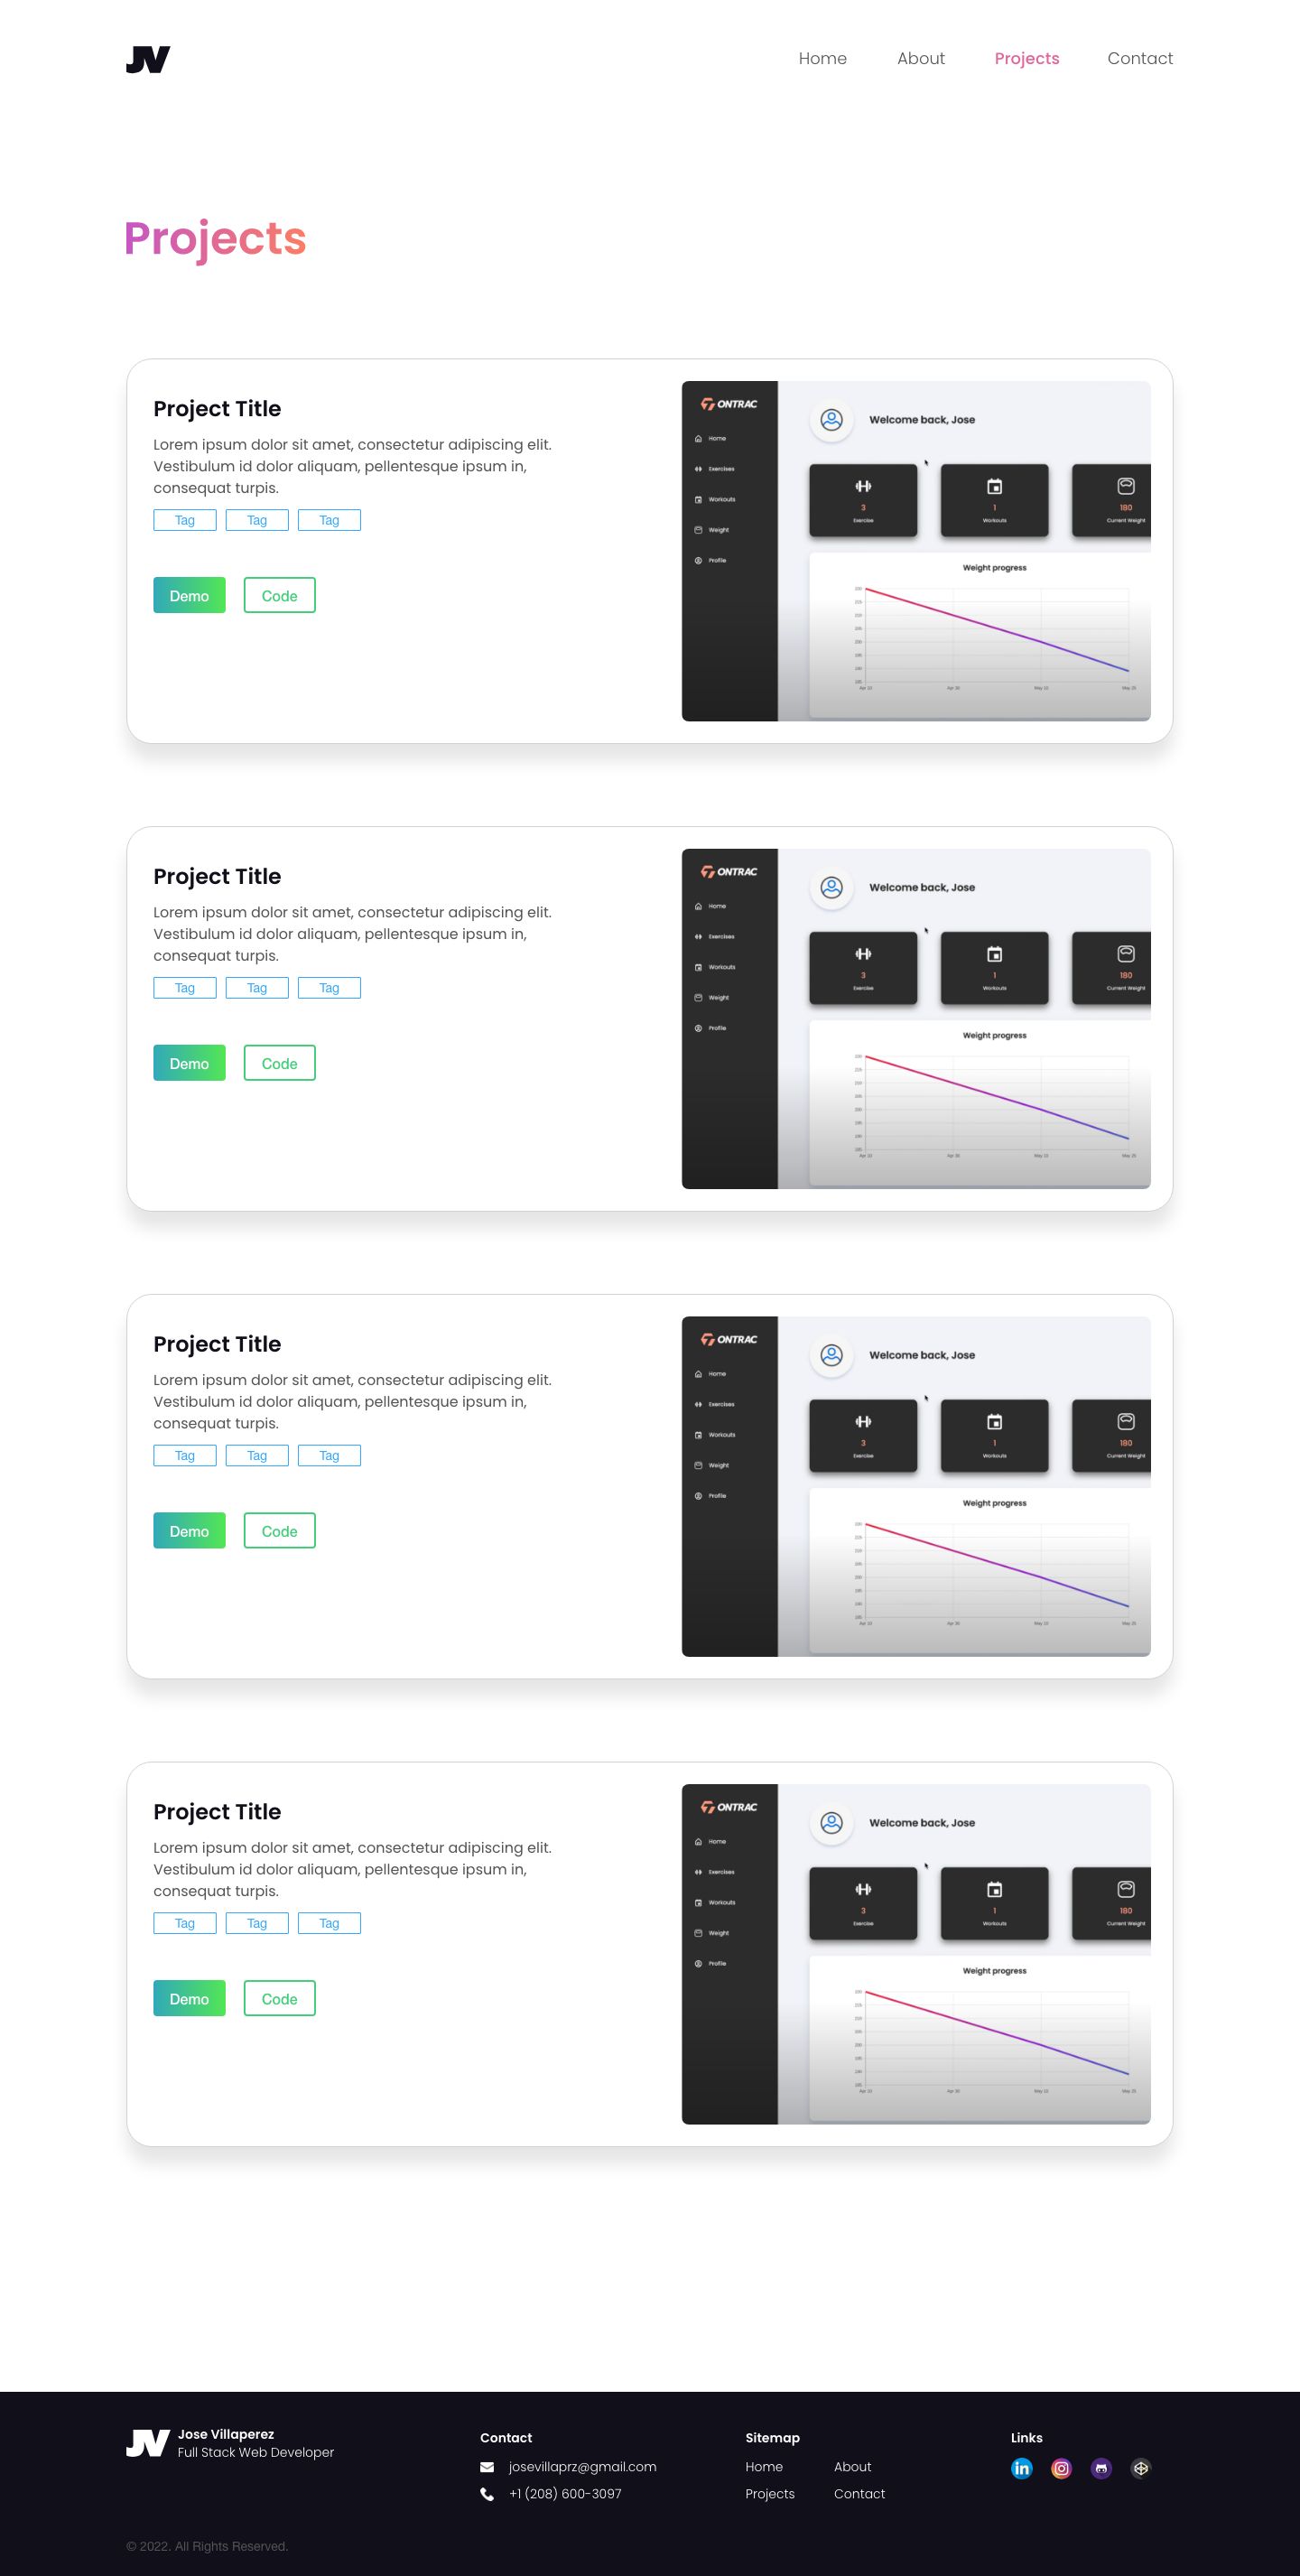 JV
Home About Projects Contact
Projects
Project Title
Lorem ipsum dolor sit amet, consectetur adipiscing elit.
Vestibulum id dolor aliquam, pellentesque ipsum in,
consequat turpis.
Tag Tag Tag
Demo Code
ONTRAC
Home
Exercises
Workouts
Weight
Profile
Welcome back, Jose
3
Exercise
1
Workouts
180
Current Weight
Weight progress
Project Title
Lorem ipsum dolor sit amet, consectetur adipiscing elit.
Vestibulum id dolor aliquam, pellentesque ipsum in,
consequat turpis.
Tag Tag Tag
Demo Code
ONTRAC
Home
Exercises
Workouts
Weight
Profile
Welcome back, Jose
3
Exercise
1
Workouts
180
Current Weight
Weight progress
Project Title
Lorem ipsum dolor sit amet, consectetur adipiscing elit.
Vestibulum id dolor aliquam, pellentesque ipsum in,
consequat turpis.
Tag Tag Tag
Demo Code
ONTRAC
Home
Exercises
Workouts
Weight
Profile
Welcome back, Jose
3
Exercise
1
Workouts
180
Current Weight
Weight progress
Project Title
Lorem ipsum dolor sit amet, consectetur adipiscing elit.
Vestibulum id dolor aliquam, pellentesque ipsum in,
consequat turpis.
Tag Tag Tag
Demo Code
ONTRAC
Home
Exercises
Workouts
Weight
Profile
Welcome back, Jose
3
Exercise
1
Workouts
180
Current Weight
Weight progress
JV
Jose Villaperez
Full Stack Web Developer
Contact
josevillaprz@gmail.com
+1 (208) 600-3097
Sitemap
Home About
Projects Contact
Links
in
© 2022. All Rights Reserved.